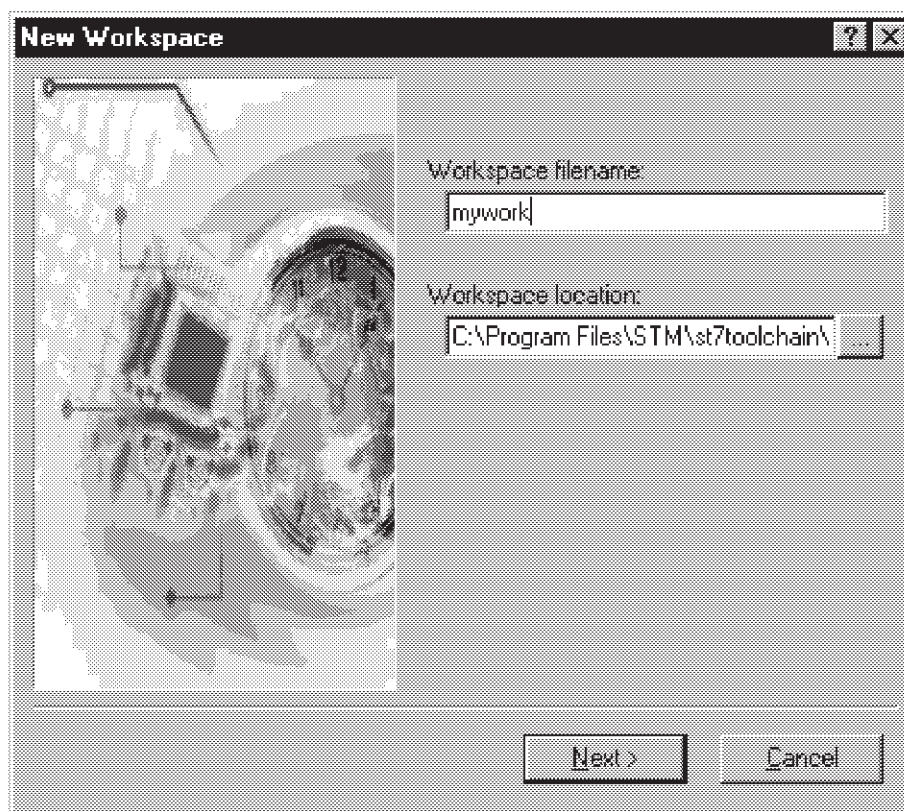 New Workspace
Workspace filename:
mywork
Workspace location:
C:\Program Files\STM\st7toolchain\
...
Next >
Cancel